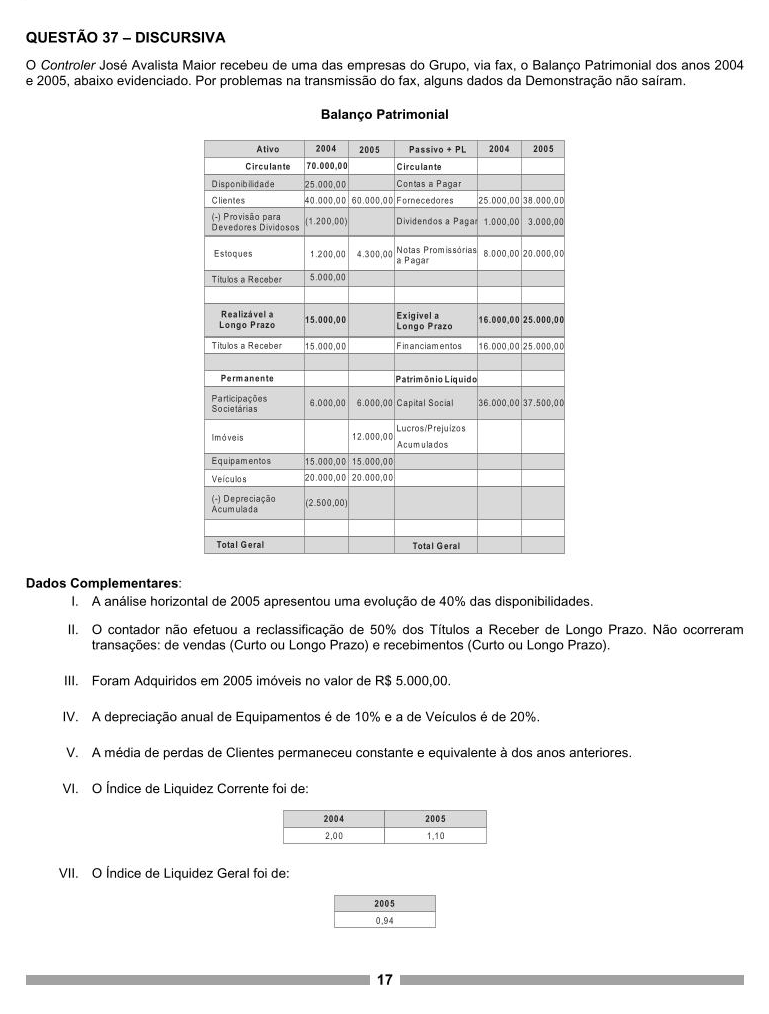 QUESTÃO 37 – DISCURSIVA
O Controler José Avalista Maior recebeu de uma das empresas do Grupo, via fax, o Balanço Patrimonial dos anos 2004
e 2005, abaixo evidenciado. Por problemas na transmissão do fax, alguns dados da Demonstração não saíram.
Balanço Patrimonial
Ativo 2004 2005 Passivo + PL 2004 2005
Circulante 70.000,00 Circulante
Disponibilidade 25.000,00 Contas a Pagar
Clientes 40.000,00 60.000,00 Fornecedores 25.000,00 38.000,00
(-) Provisão para
Devedores Dividosos (1.200,00) Dividendos a Pagar 1.000,00 3.000,00
Estoques 1.200,00 4.300,00 Notas Promissórias
a Pagar 8.000,00 20.000,00
Títulos a Receber 5.000,00
Realizável a
Longo Prazo 15.000,00 Exigível a
Longo Prazo 16.000,00 25.000,00
Títulos a Receber 15.000,00 Financiamentos 16.000,00 25.000,00
Permanente Patrimônio Líquido
Participações
Societárias 6.000,00 6.000,00 Capital Social 36.000,00 37.500,00
Imóveis 12.000,00 Lucros/Prejuízos
Acumulados
Equipamentos 15.000,00 15.000,00
Veículos 20.000,00 20.000,00
(-) Depreciação
Acumulada (2.500,00)
Total Geral Total Geral
Dados Complementares:
I. A análise horizontal de 2005 apresentou uma evolução de 40% das disponibilidades.
II. O contador não efetuou a reclassificação de 50% dos Títulos a Receber de Longo Prazo. Não ocorreram
transações: de vendas (Curto ou Longo Prazo) e recebimentos (Curto ou Longo Prazo).
III. Foram Adquiridos em 2005 imóveis no valor de R$ 5.000,00.
IV. A depreciação anual de Equipamentos é de 10% e a de Veículos é de 20%.
V. A média de perdas de Clientes permaneceu constante e equivalente à dos anos anteriores.
VI. O Índice de Liquidez Corrente foi de:
2004 2005
2,00 1,10
VII. O Índice de Liquidez Geral foi de:
2005
0,94
17